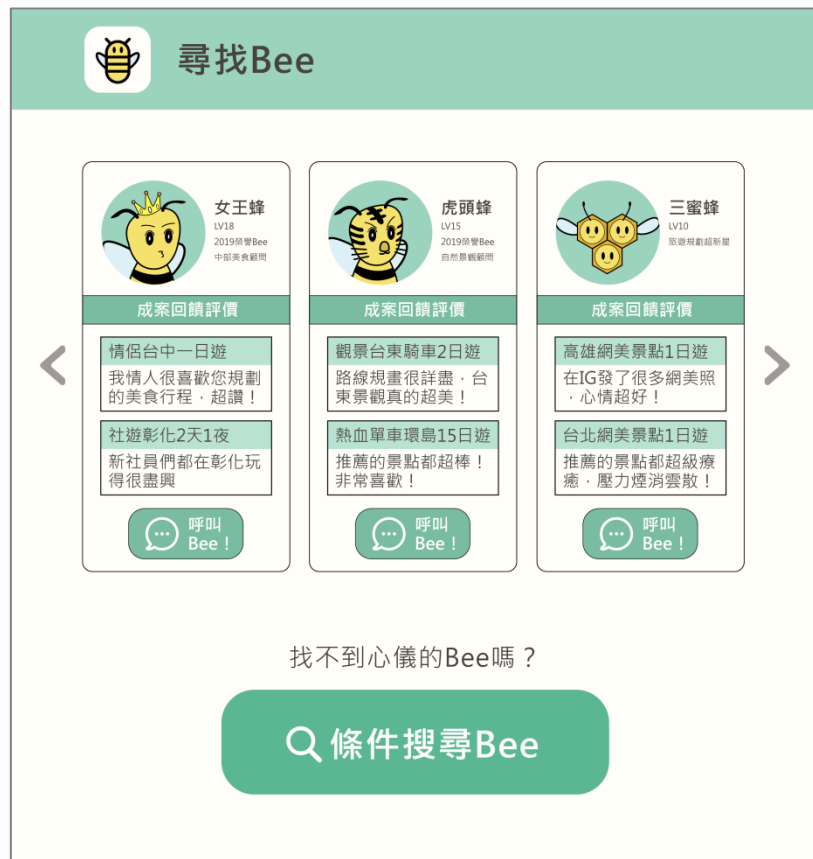 尋找Bee
女王蜂
LV18
2019榮譽Bee
中部美食顧問
成案回饋評價
情侶台中一日遊
我情人很喜歡您規劃
的美食行程，超讚！
社遊彰化2天1夜
新社員們都在彰化玩
得很盡興
呼叫
Bee！
虎頭蜂
LV15
2019榮譽Bee
自然景觀顧問
成案回饋評價
觀景台東騎車2日遊
路線規畫很詳盡，台
東景觀真的超美！
熱血單車環島15日遊
推薦的景點都超棒！
非常喜歡！
呼叫
Bee！
三蜜蜂
LV10
旅遊規劃超新星
成案回饋評價
高雄網美景點1日遊
在IG發了很多網美照
，心情超好！
台北網美景點1日遊
推薦的景點都超級療
癒，壓力煙消雲散！
呼叫
Bee！
找不到心儀的Bee嗎？
條件搜尋Bee